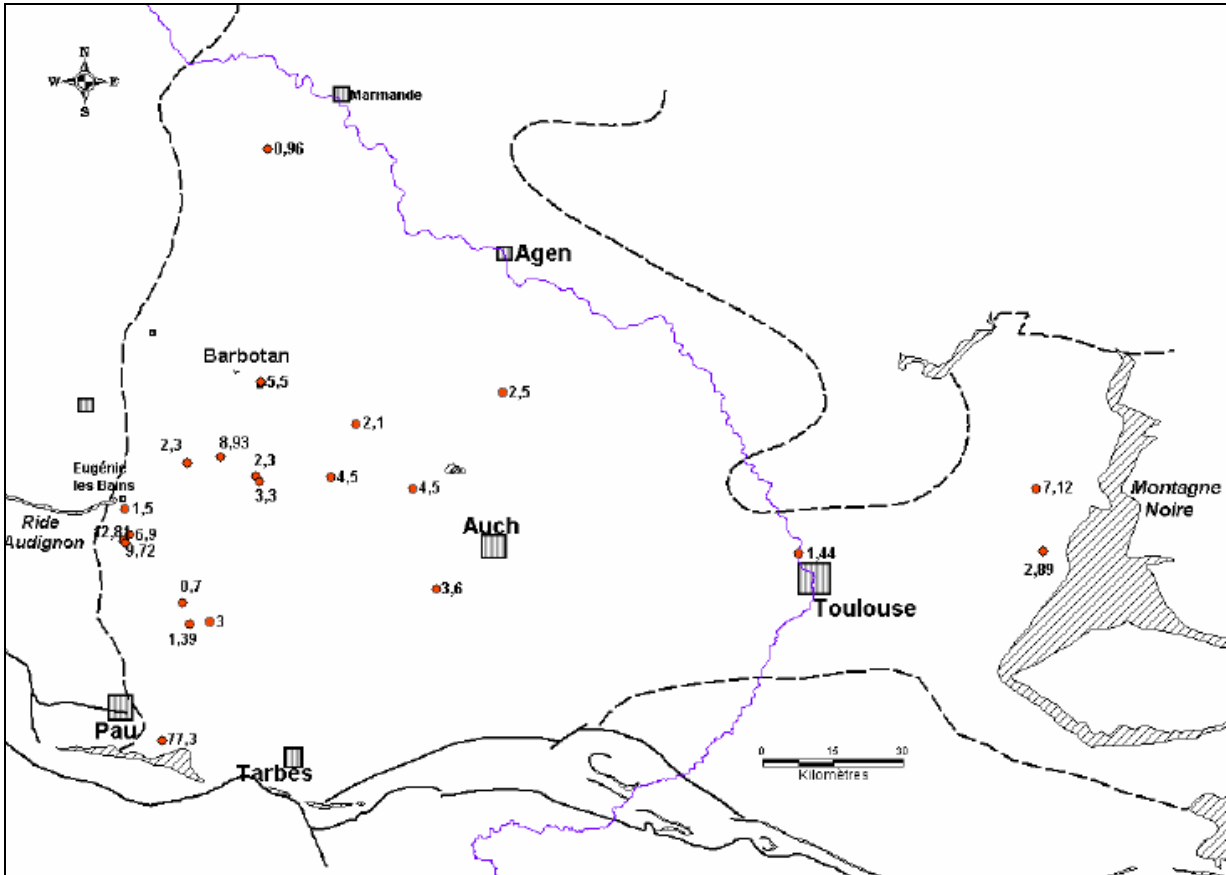 N
W E
S
Marmande
0,96
Agen
Barbotan
5,5
2,5
2,1
2,3
8,93
2,3
3,3
4,5
4,5
7,12
Eugénie
les Bains
1,5
Montagne
Noire
Ride
Audignon
6,9
9,72
Auch
1,44
2,89
0,7
3,6
Toulouse
1,39
3
Pau
77,3
Tarbes
0 15 30
Kilomètres